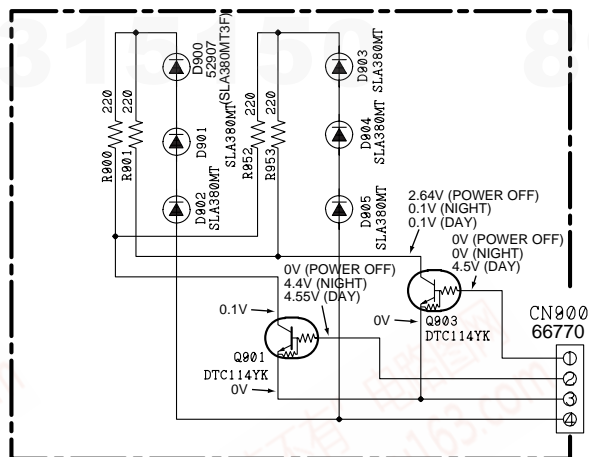 D900
52907
(SLA380MT3F)
220
220
R900
R901
D901
SLA380MT
D902
SLA380MT
220
220
R952
R953
D903
SLA380MT
D904
SLA380MT
D905
SLA380MT
2.64V (POWER OFF)
0.1V (NIGHT)
0.1V (DAY)
0V (POWER OFF)
0V (NIGHT)
4.5V (DAY)
0V (POWER OFF)
4.4V (NIGHT)
4.55V (DAY)
0.1V
0V
Q903
DTC114YK
Q901
DTC114YK
0V
CN900
66770
1
2
3
4